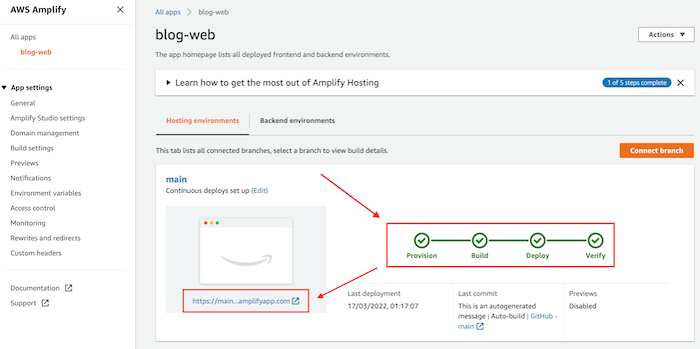 AWS Amplify
All apps
blog-web
App settings
General
Amplify Studio settings
Domain management
Build settings
Previews
Notifications
Environment variables
Access control
Monitoring
Rewrites and redirects
Custom headers
Documentation
Support
All apps > blog-web
blog-web
Actions
The app homepage lists all deployed frontend and backend environments.
Learn how to get the most out of Amplify Hosting
1 of 5 steps complete
Hosting environments
Backend environments
This tab lists all connected branches, select a branch to view build details.
Connect branch
main
Continuous deploys set up (Edit)
Provision
Build
Deploy
Verify
https://main...amplifyapp.com
Last deployment
17/03/2022, 01:17:07
Last commit
This is an autogenerated
message | Auto-build | GitHub -
main
Previews
Disabled